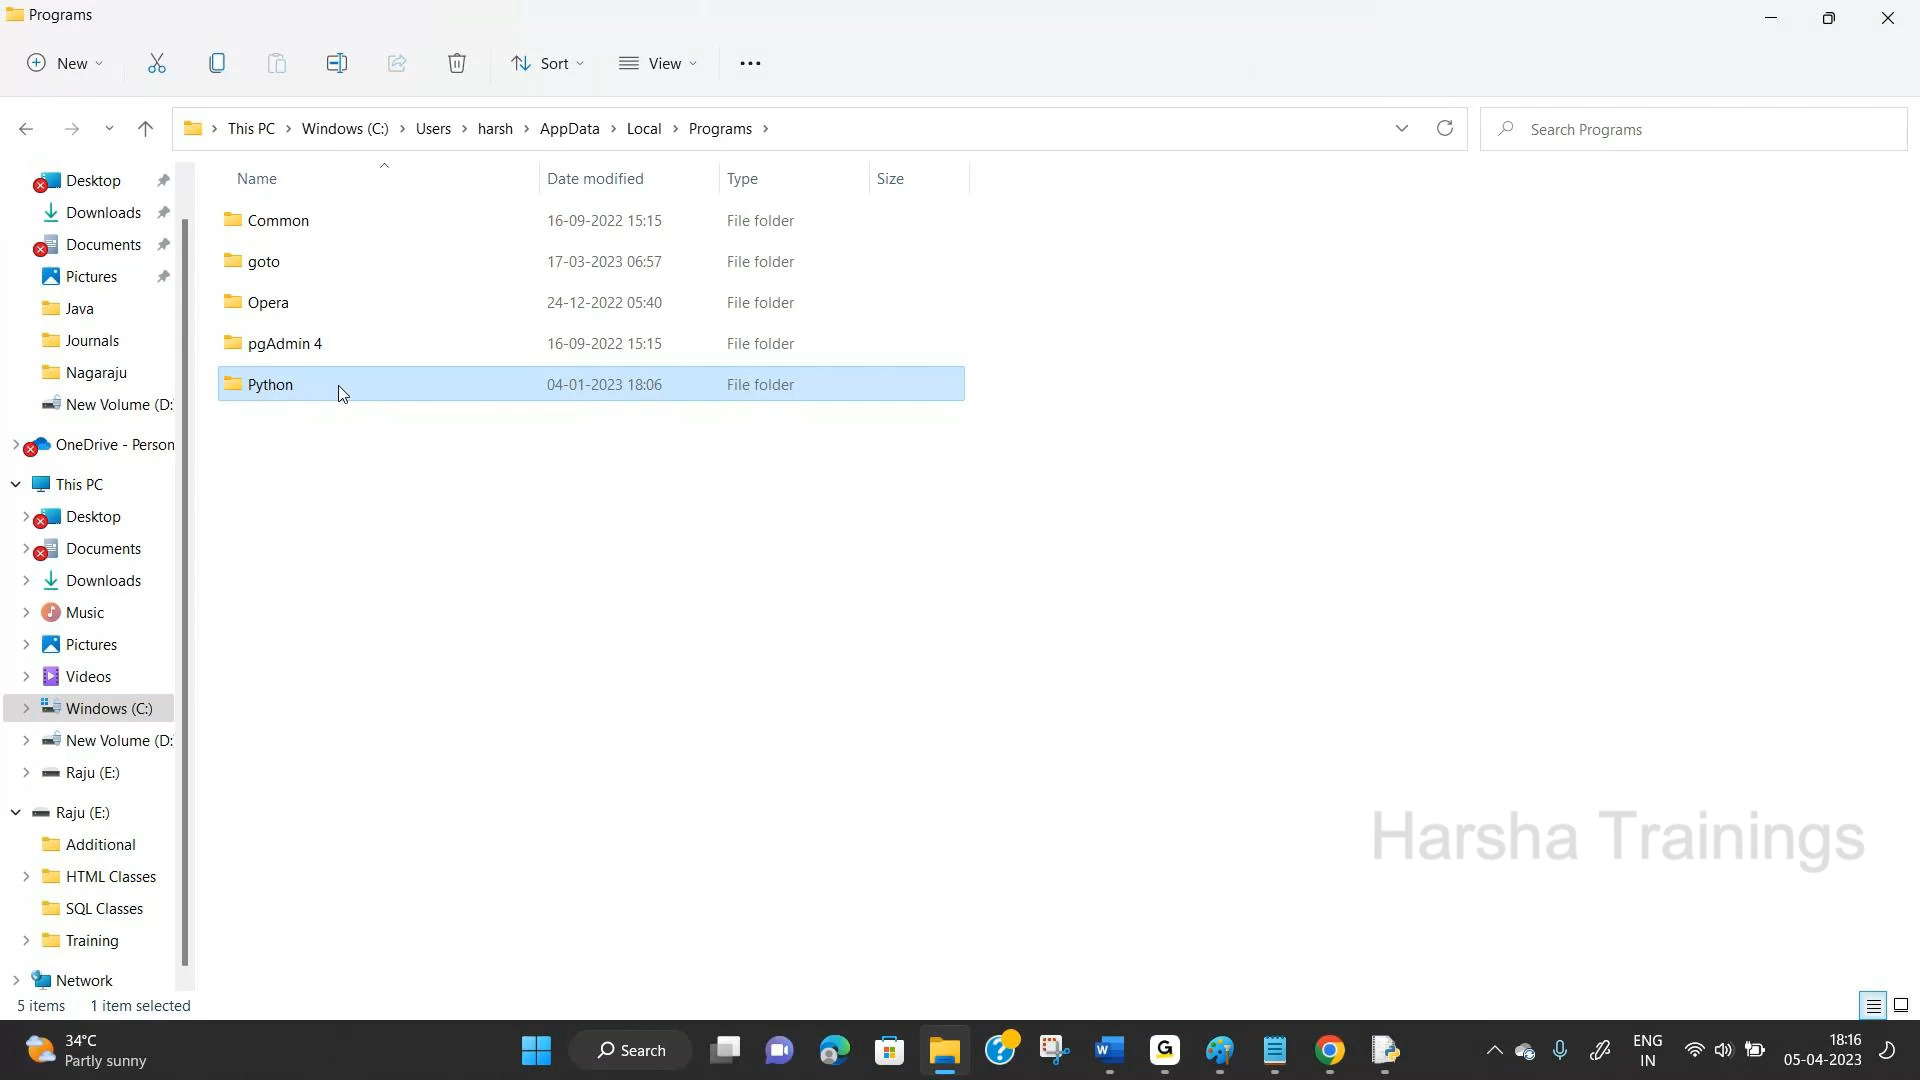 Programs
New
Sort
View
This PC
Windows (C:)
Users
harsh
AppData
Local
Programs
Search Programs
Name
Date modified
Type
Size
Common 16-09-2022 15:15 File folder
goto 17-03-2023 06:57 File folder
Opera 24-12-2022 05:40 File folder
pgAdmin 4 16-09-2022 15:15 File folder
Python 04-01-2023 18:06 File folder
Desktop
Downloads
Documents
Pictures
Java
Journals
Nagaraju
New Volume (D:
OneDrive - Person
This PC
Desktop
Documents
Downloads
Music
Pictures
Videos
Windows (C:)
New Volume (D:
Raju (E:)
Raju (E:)
Additional
HTML Classes
SQL Classes
Training
Network
Harsha Trainings
5 items 1 item selected
34°C
Partly sunny
Search
ENG
IN
18:16
05-04-2023